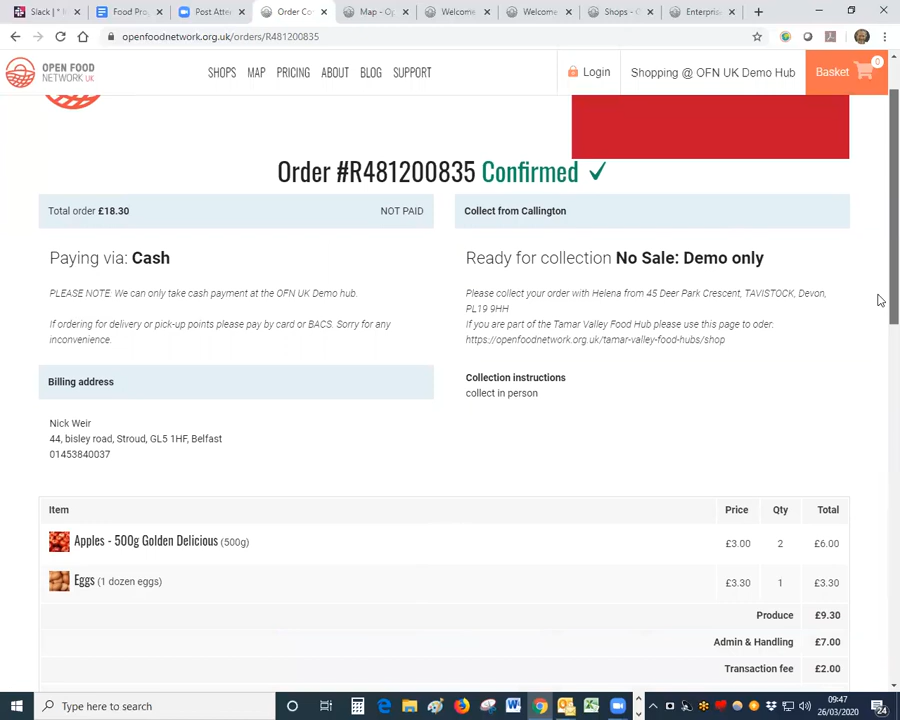 Slack | *
Food Pro
Post Atte
Order Co
Map - Op
Welcome
Welcome
Shops - O
Enterpris
openfoodnetwork.org.uk/orders/R481200835
OPEN FOOD
NETWORK UK
SHOPS MAP PRICING ABOUT BLOG SUPPORT
Login
Shopping @ OFN UK Demo Hub
Basket 0
Order #R481200835 Confirmed ✓
Total order £18.30
NOT PAID
Collect from Callington
Paying via: Cash
Ready for collection No Sale: Demo only
PLEASE NOTE. We can only take cash payment at the OFN UK Demo hub.
If ordering for delivery or pick-up points please pay by card or BACS. Sorry for any
inconvenience.
Please collect your order with Helena from 45 Deer Park Crescent, TAVISTOCK, Devon,
PL19 9HH
If you are part of the Tamar Valley Food Hub please use this page to oder:
https://openfoodnetwork.org.uk/tamar-valley-food-hubs/shop
Billing address
Collection instructions
collect in person
Nick Weir
44, bisley road, Stroud, GL5 1HF, Belfast
01453840037
Item Price Qty Total
Apples - 500g Golden Delicious (500g) £3.00 2 £6.00
Eggs (1 dozen eggs) £3.30 1 £3.30
Produce £9.30
Admin & Handling £7.00
Transaction fee £2.00
Type here to search
09:47
26/03/2020
24